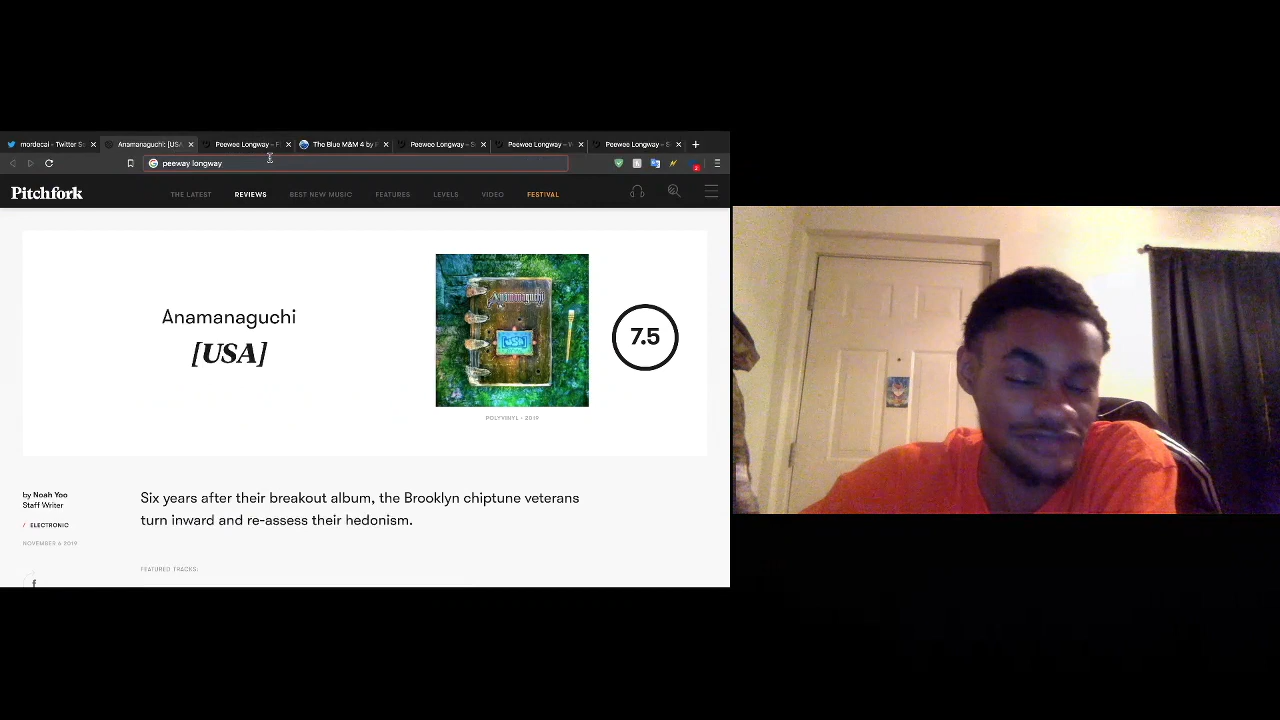 mordecai - Twitter S
Anamanaguchi: [USA
Peewee Longway - F
The Blue M&M 4 by
Peewee Longway - S
Peewee Longway -
Peewee Longway - S
peeway longway
2
Pitchfork
THE LATEST
REVIEWS
BEST NEW MUSIC
FEATURES
LEVELS
VIDEO
FESTIVAL
Anamanaguchi
[USA]
Anamanaguchi
[USA]
7.5
POLYVINYL • 2019
by Noah Yoo
Staff Writer
/ ELECTRONIC
NOVEMBER 6 2019
Six years after their breakout album, the Brooklyn chiptune veterans
turn inward and re-assess their hedonism.
FEATURED TRACKS: